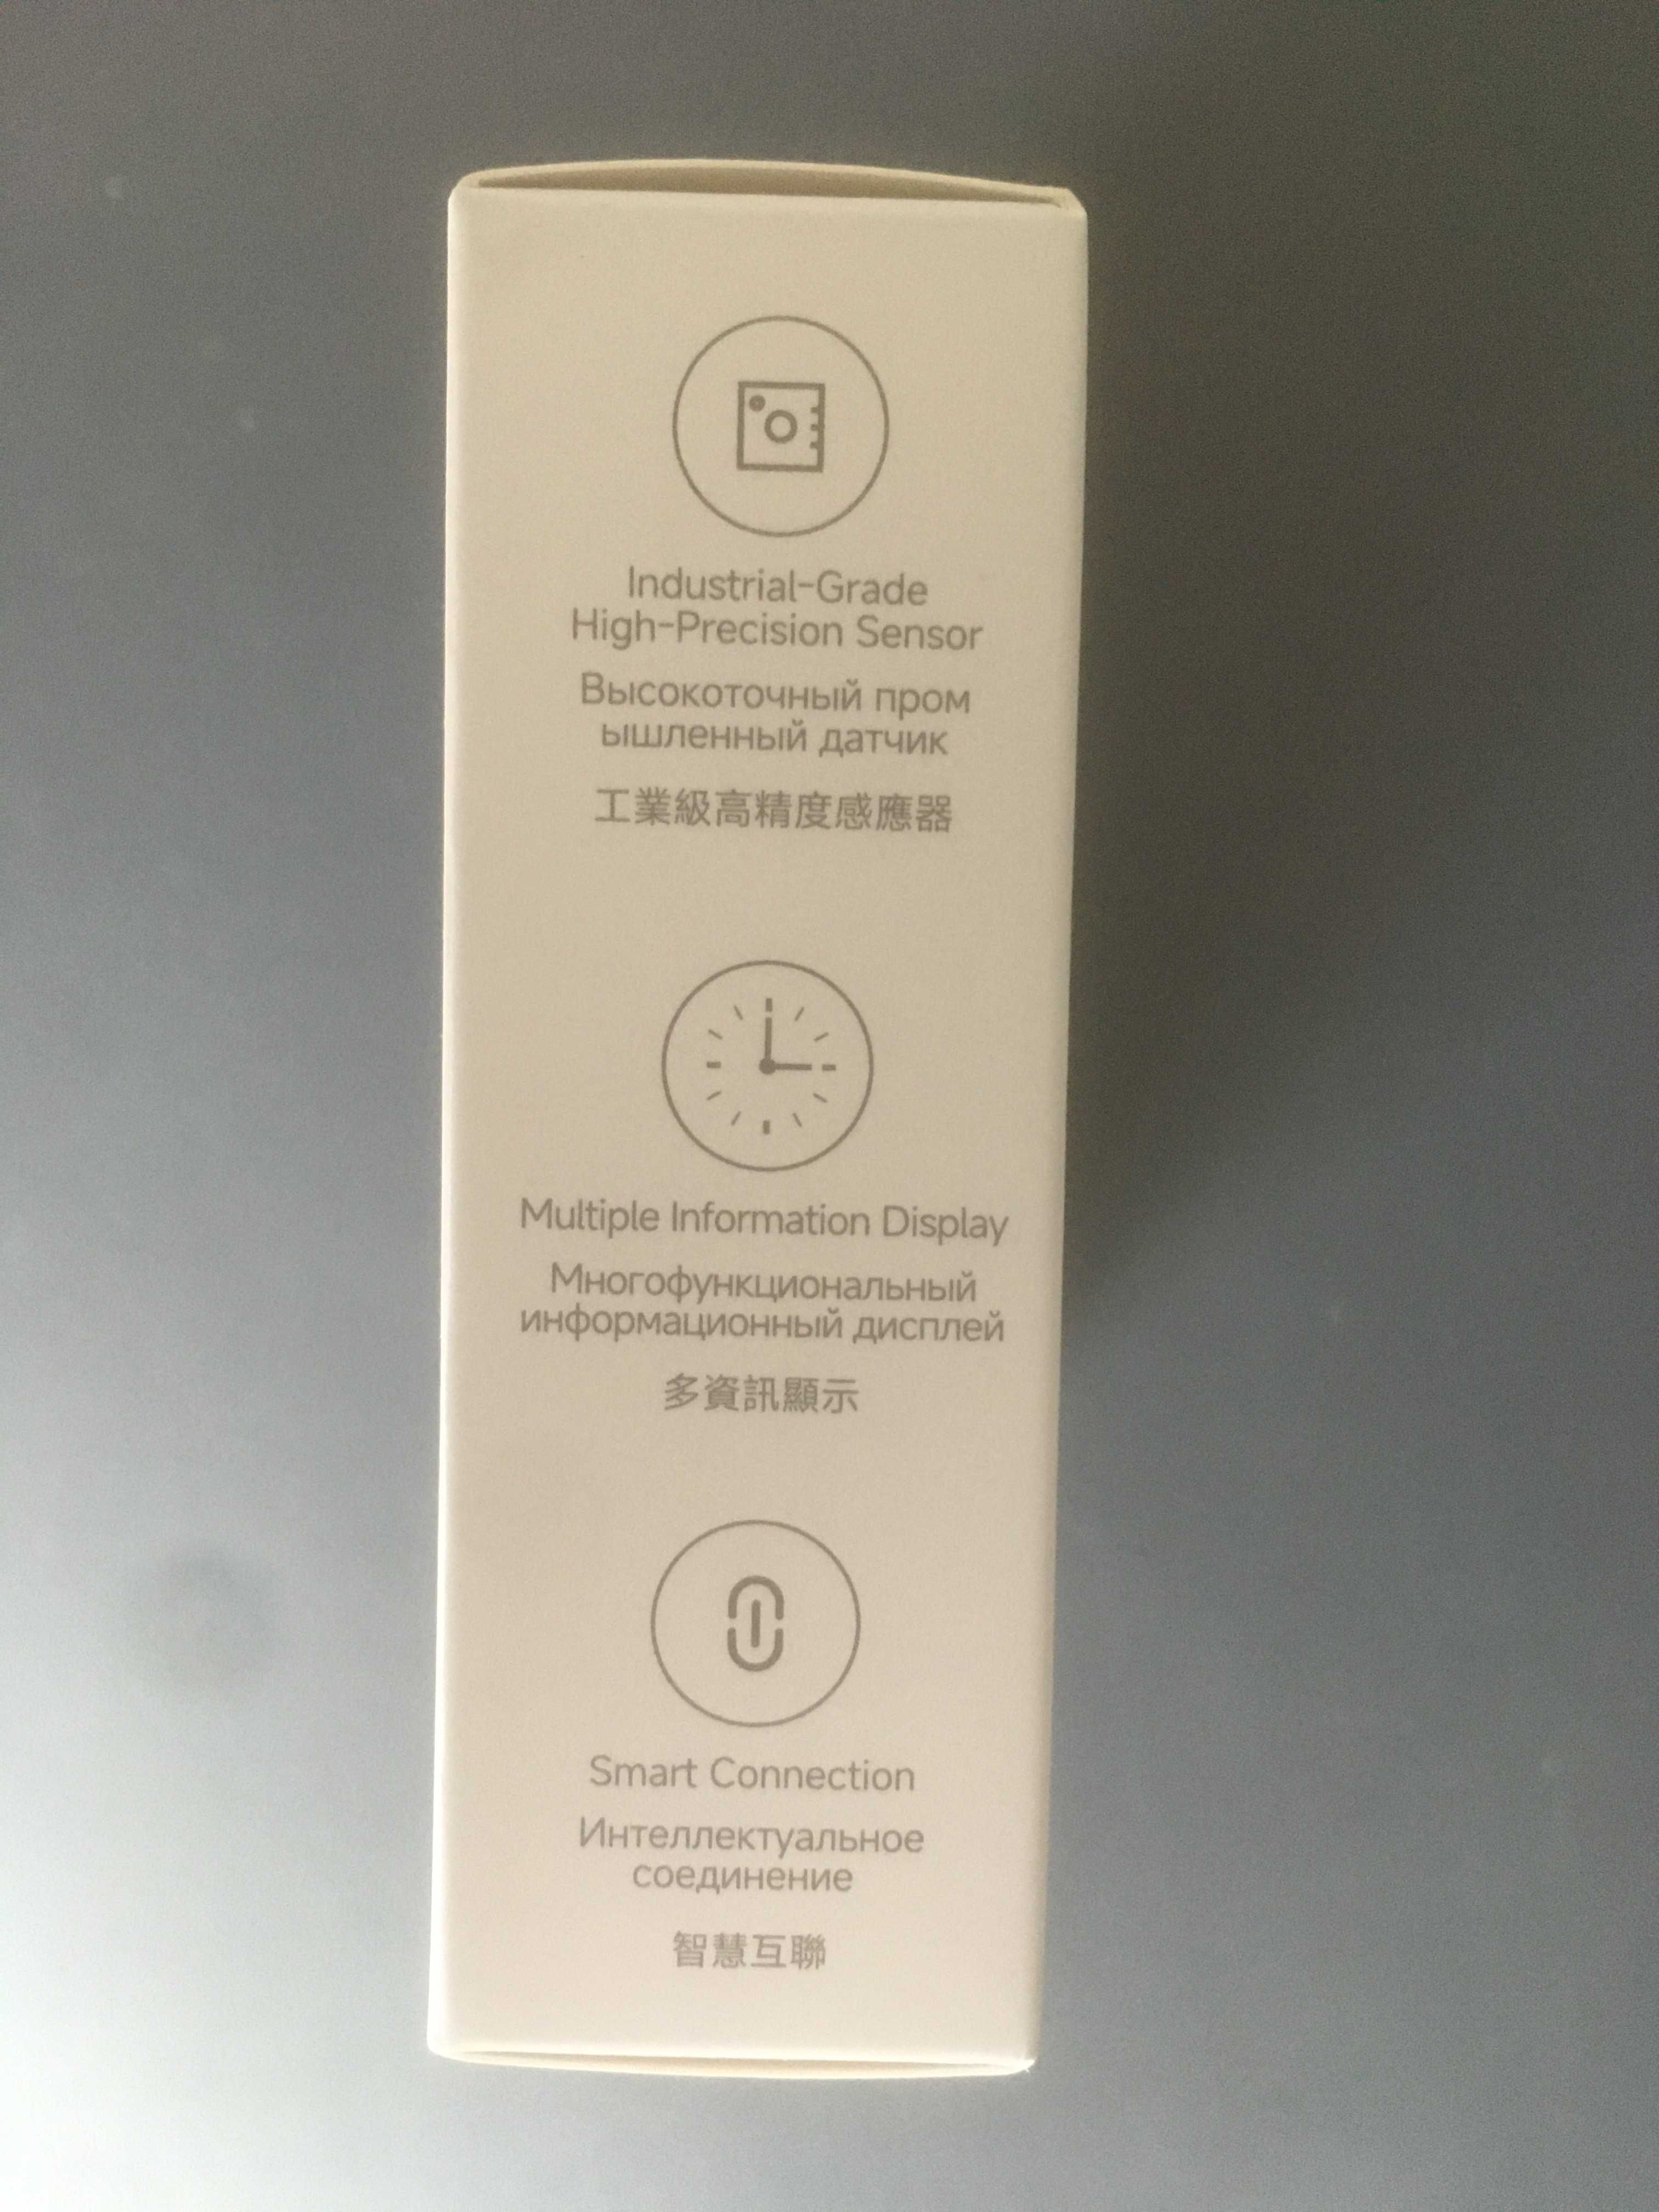 Industrial-Grade
High-Precision Sensor
Высокоточный пром
ышленный датчик
工業級高精度感應器
Multiple Information Display
Многофункциональный
информационный дисплей
多資訊顯示
Smart Connection
Интеллектуальное
соединение
智慧互聯